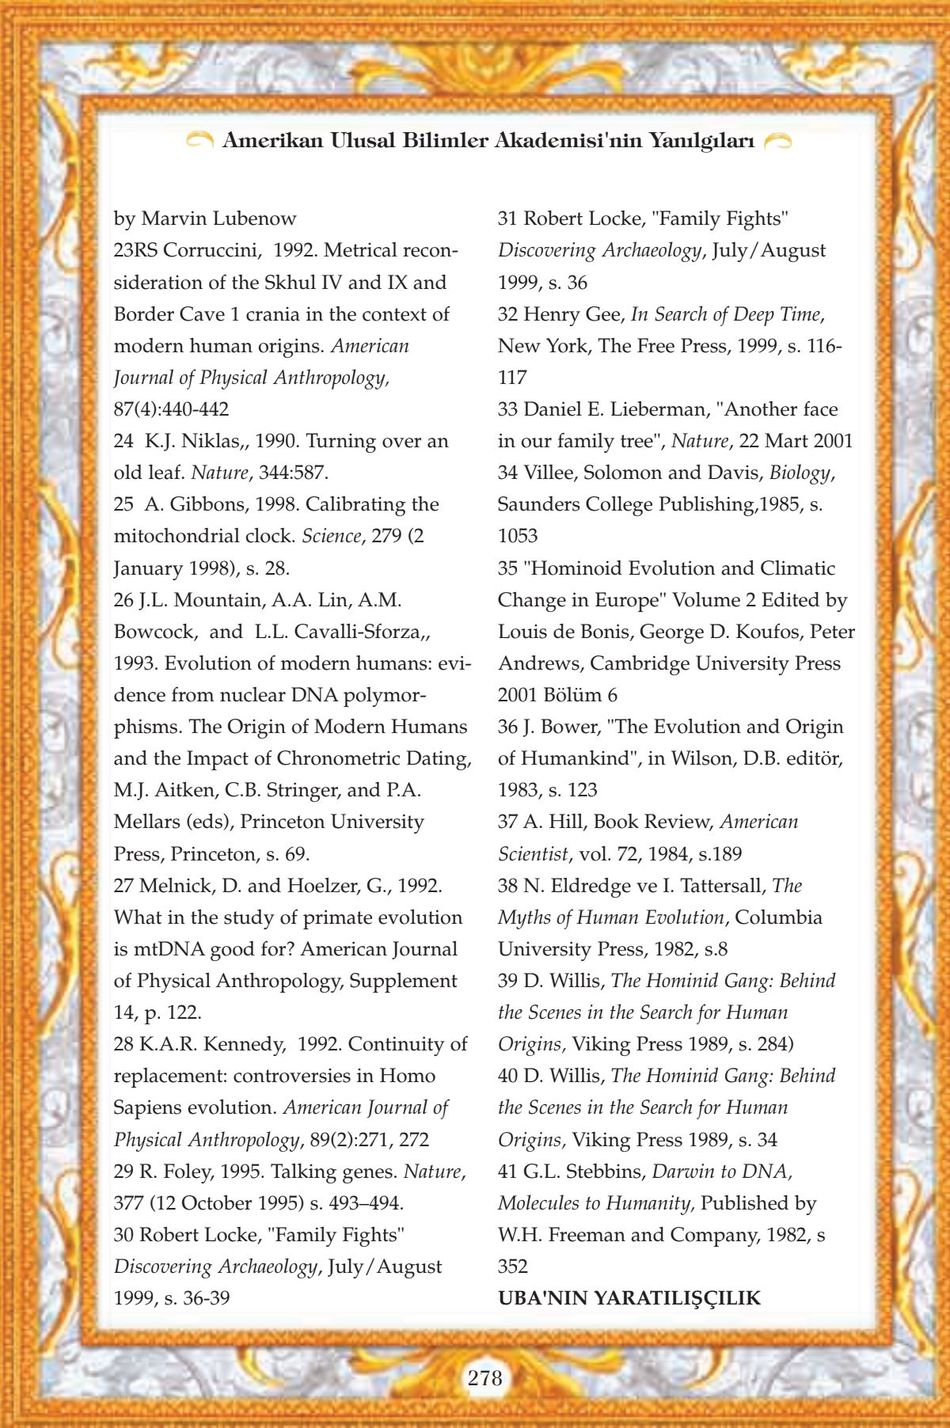 Amerikan Ulusal Bilimler Akademisi'nin Yanılgıları
by Marvin Lubenow
23RS Corruccini, 1992. Metrical recon-
sideration of the Skhul IV and IX and
Border Cave 1 crania in the context of
modern human origins. American
Journal of Physical Anthropology,
87(4):440-442
24 K.J. Niklas,, 1990. Turning over an
old leaf. Nature, 344:587.
25 A. Gibbons, 1998. Calibrating the
mitochondrial clock. Science, 279 (2
January 1998), s. 28.
26 J.L. Mountain, A.A. Lin, A.M.
Bowcock, and L.L. Cavalli-Sforza,,
1993. Evolution of modern humans: evi-
dence from nuclear DNA polymor-
phisms. The Origin of Modern Humans
and the Impact of Chronometric Dating,
M.J. Aitken, C.B. Stringer, and P.A.
Mellars (eds), Princeton University
Press, Princeton, s. 69.
27 Melnick, D. and Hoelzer, G., 1992.
What in the study of primate evolution
is mtDNA good for? American Journal
of Physical Anthropology, Supplement
14, p. 122.
28 K.A.R. Kennedy, 1992. Continuity of
replacement: controversies in Homo
Sapiens evolution. American Journal of
Physical Anthropology, 89(2):271, 272
29 R. Foley, 1995. Talking genes. Nature,
377 (12 October 1995) s. 493–494.
30 Robert Locke, "Family Fights"
Discovering Archaeology, July/August
1999, s. 36-39
31 Robert Locke, "Family Fights"
Discovering Archaeology, July/August
1999, s. 36
32 Henry Gee, In Search of Deep Time,
New York, The Free Press, 1999, s. 116-
117
33 Daniel E. Lieberman, "Another face
in our family tree", Nature, 22 Mart 2001
34 Villee, Solomon and Davis, Biology,
Saunders College Publishing,1985, s.
1053
35 "Hominoid Evolution and Climatic
Change in Europe" Volume 2 Edited by
Louis de Bonis, George D. Koufos, Peter
Andrews, Cambridge University Press
2001 Bölüm 6
36 J. Bower, "The Evolution and Origin
of Humankind", in Wilson, D.B. editör,
1983, s. 123
37 A. Hill, Book Review, American
Scientist, vol. 72, 1984, s.189
38 N. Eldredge ve I. Tattersall, The
Myths of Human Evolution, Columbia
University Press, 1982, s.8
39 D. Willis, The Hominid Gang: Behind
the Scenes in the Search for Human
Origins, Viking Press 1989, s. 284)
40 D. Willis, The Hominid Gang: Behind
the Scenes in the Search for Human
Origins, Viking Press 1989, s. 34
41 G.L. Stebbins, Darwin to DNA,
Molecules to Humanity, Published by
W.H. Freeman and Company, 1982, s
352
UBA'NIN YARATILIŞÇILIK
278